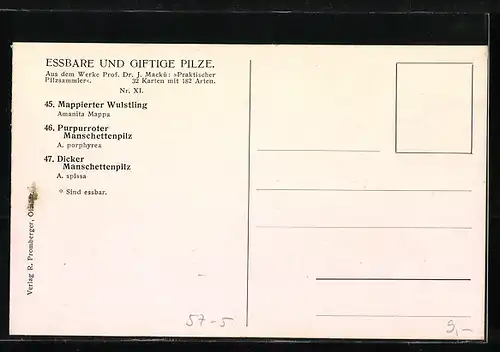 ESSBARE UND GIFTIGE PILZE.
Aus dem Werke Prof. Dr. J. Macků: »Praktischer
Pilzsammler«. 32 Karten mit 182 Arten.
Nr. XI.
45. Mappierter Wulstling
Amanita Mappa
46. Purpurroter
Manschettenpilz
A. porphyrea
47. Dicker
Manschettenpilz
A. spissa
* Sind essbar.
Verlag R. Promberger,
57-5
9,-